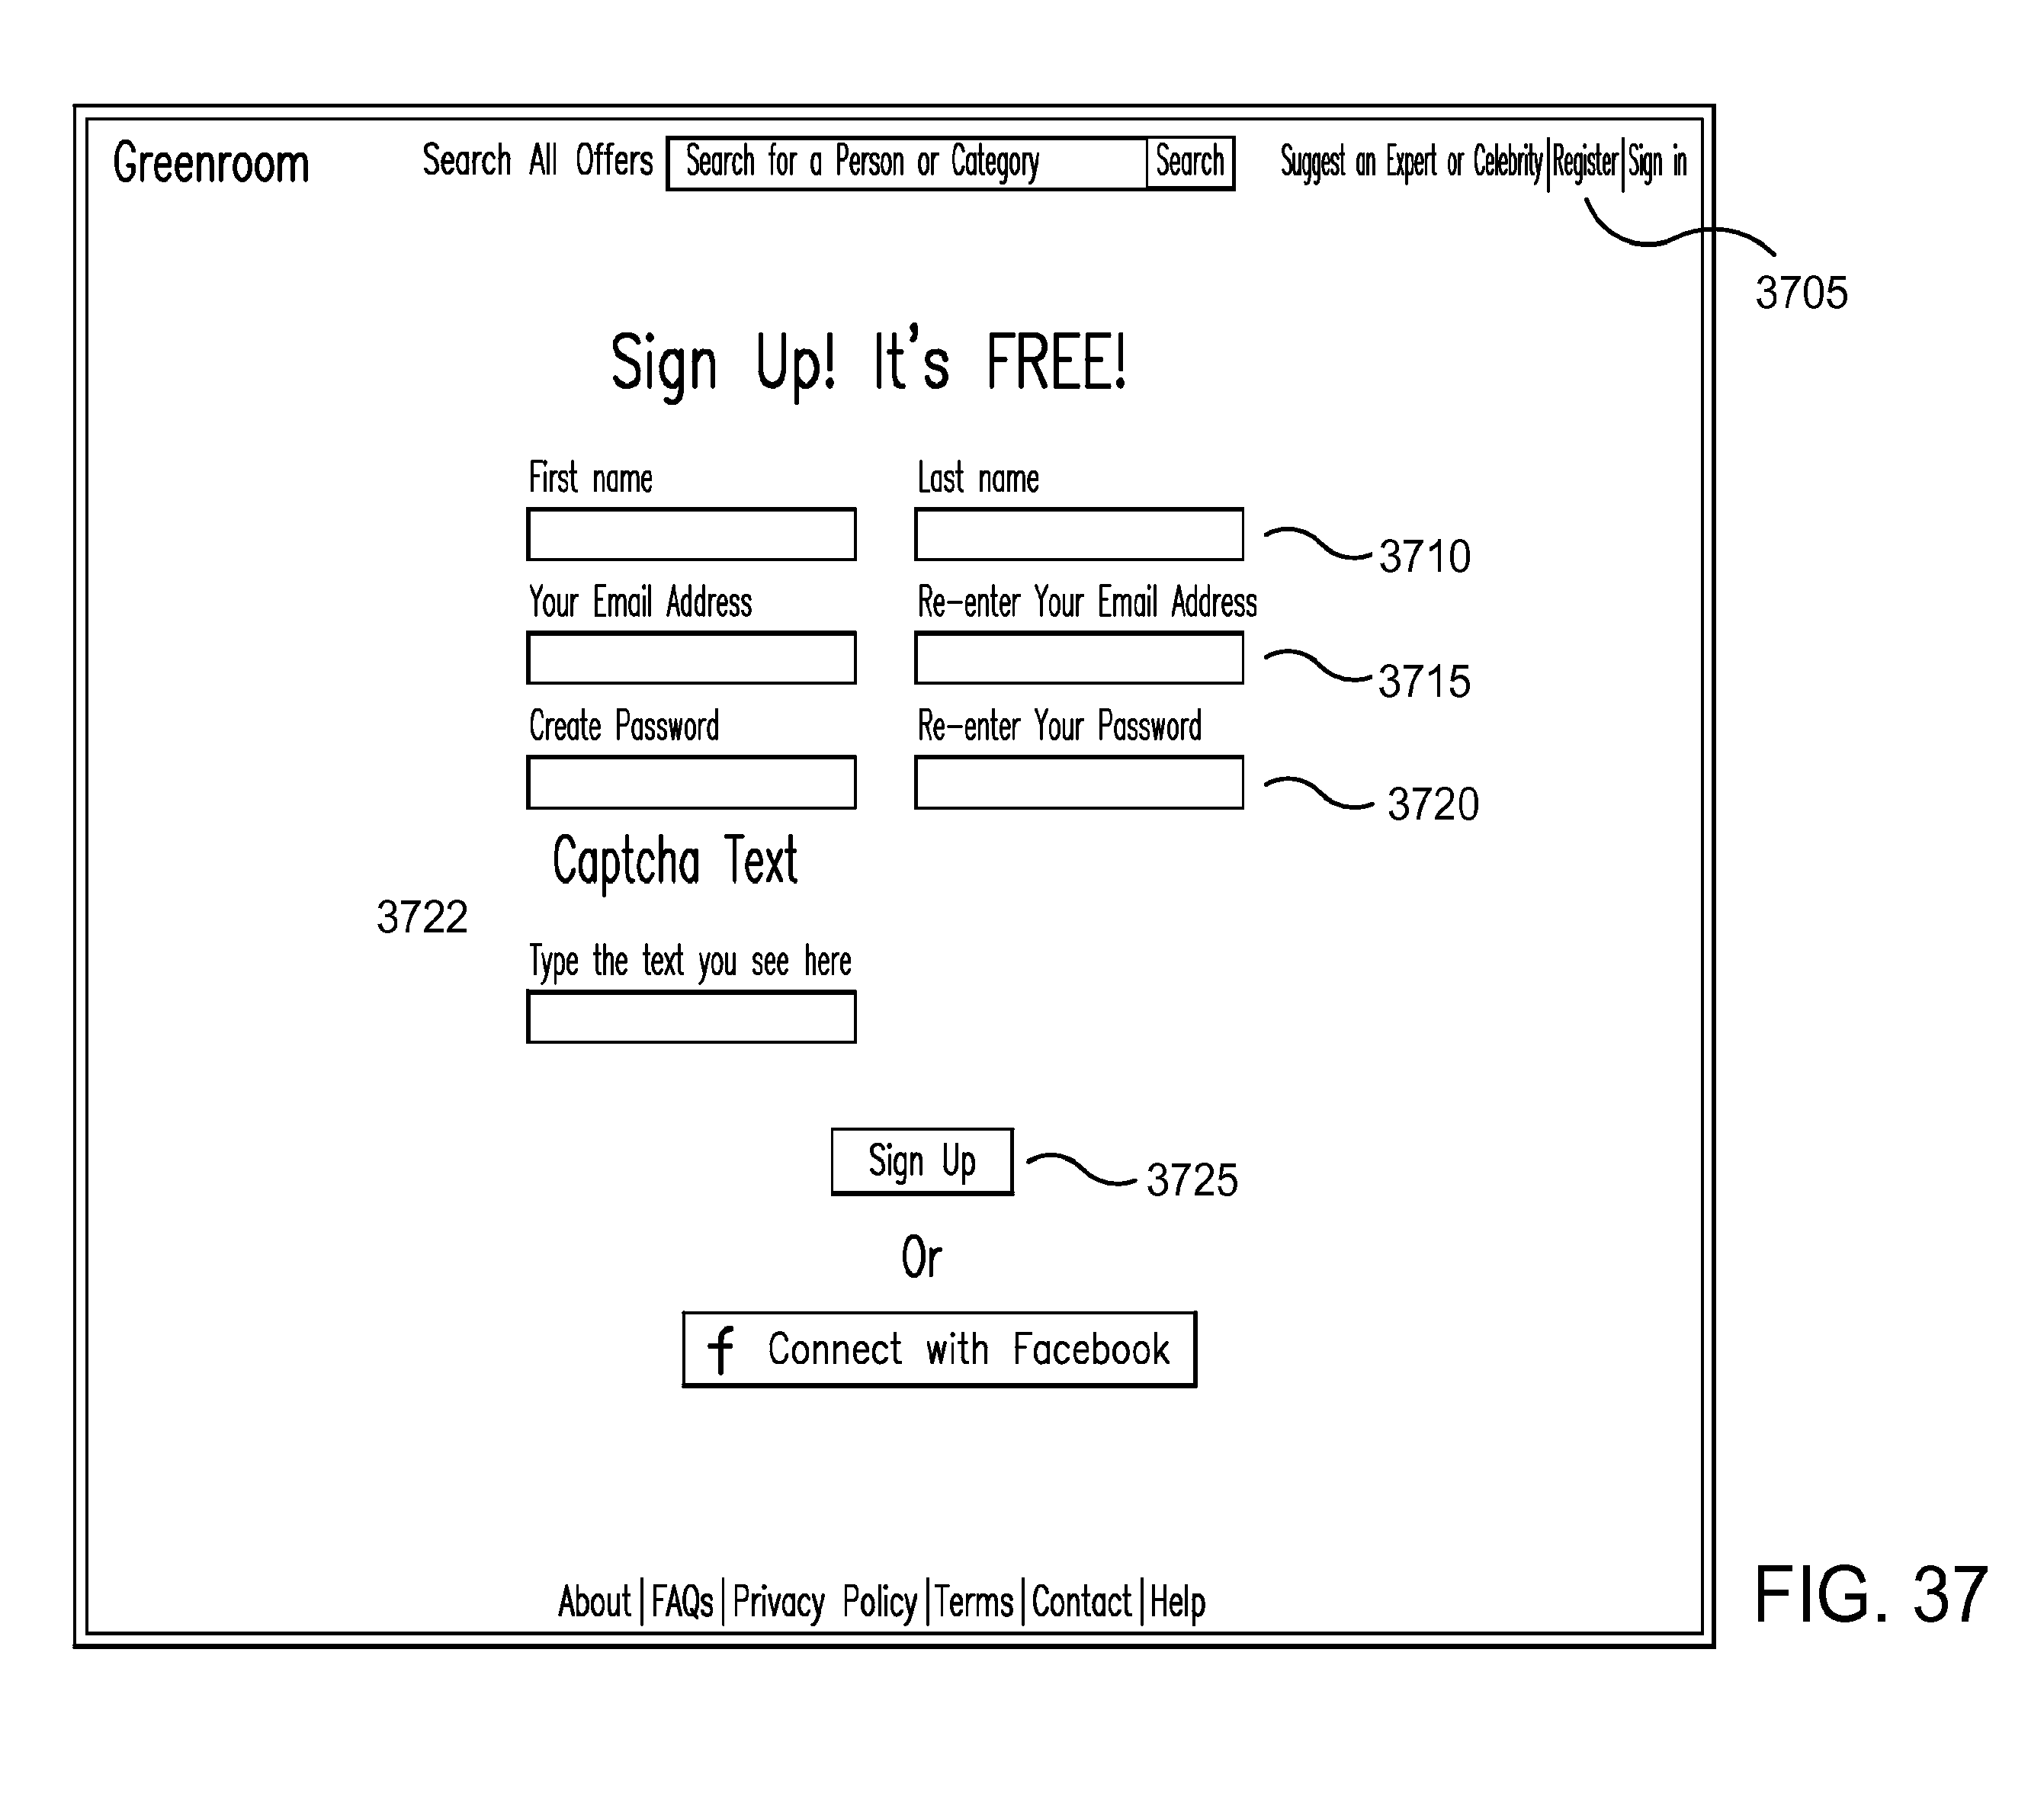 Greenroom Search All Offers Search for a Person or Category Search Suggest an Expert or Celebrity|Register|Sign in
3705
Sign Up! It's FREE!
First name Last name
3710
Your Email Address Re-enter Your Email Address
3715
Create Password Re-enter Your Password
3720
Captcha Text
3722
Type the text you see here
Sign Up 3725
Or
f Connect with Facebook
About|FAQs|Privacy Policy|Terms|Contact|Help
FIG. 37